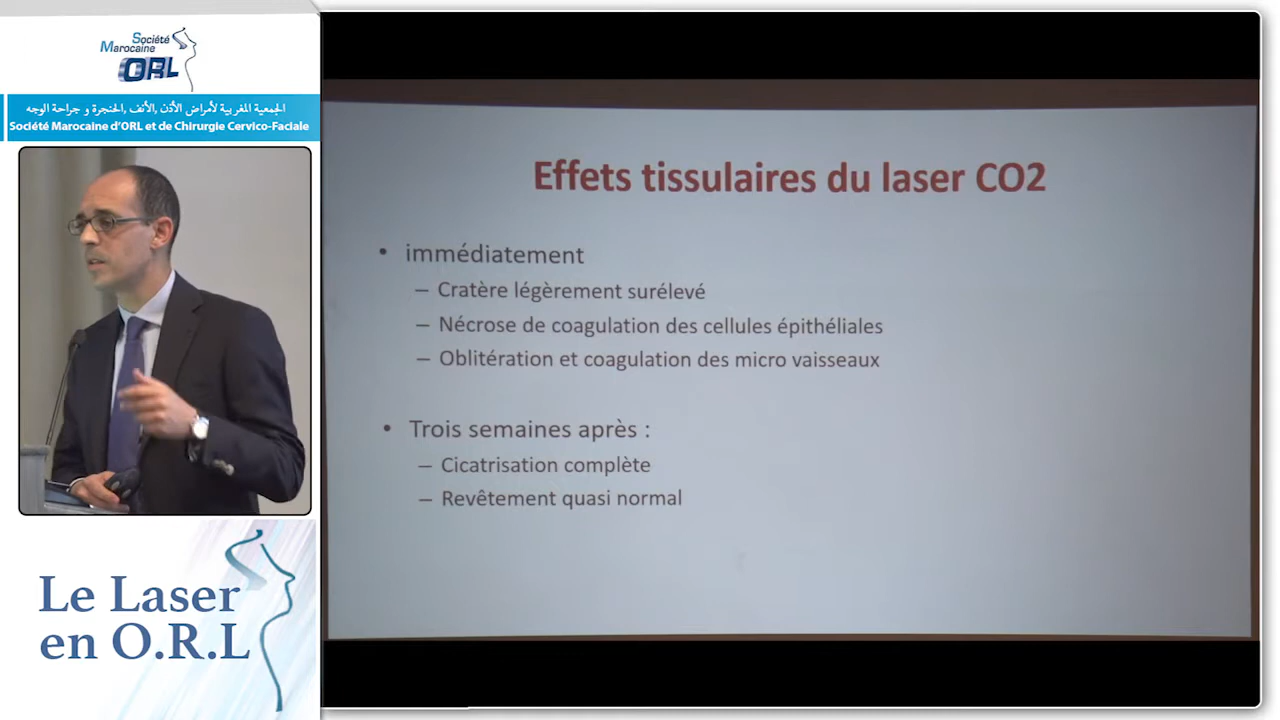 Société
Marocaine
ORL
الجمعية المغربية لأمراض الأذن ,الأنف ,الحنجرة و جراحة الوجه
Société Marocaine d'ORL et de Chirurgie Cervico-Faciale
Le Laser
en O.R.L
Effets tissulaires du laser CO2
• immédiatement
– Cratère légèrement surélevé
– Nécrose de coagulation des cellules épithéliales
– Oblitération et coagulation des micro vaisseaux
• Trois semaines après :
– Cicatrisation complète
– Revêtement quasi normal